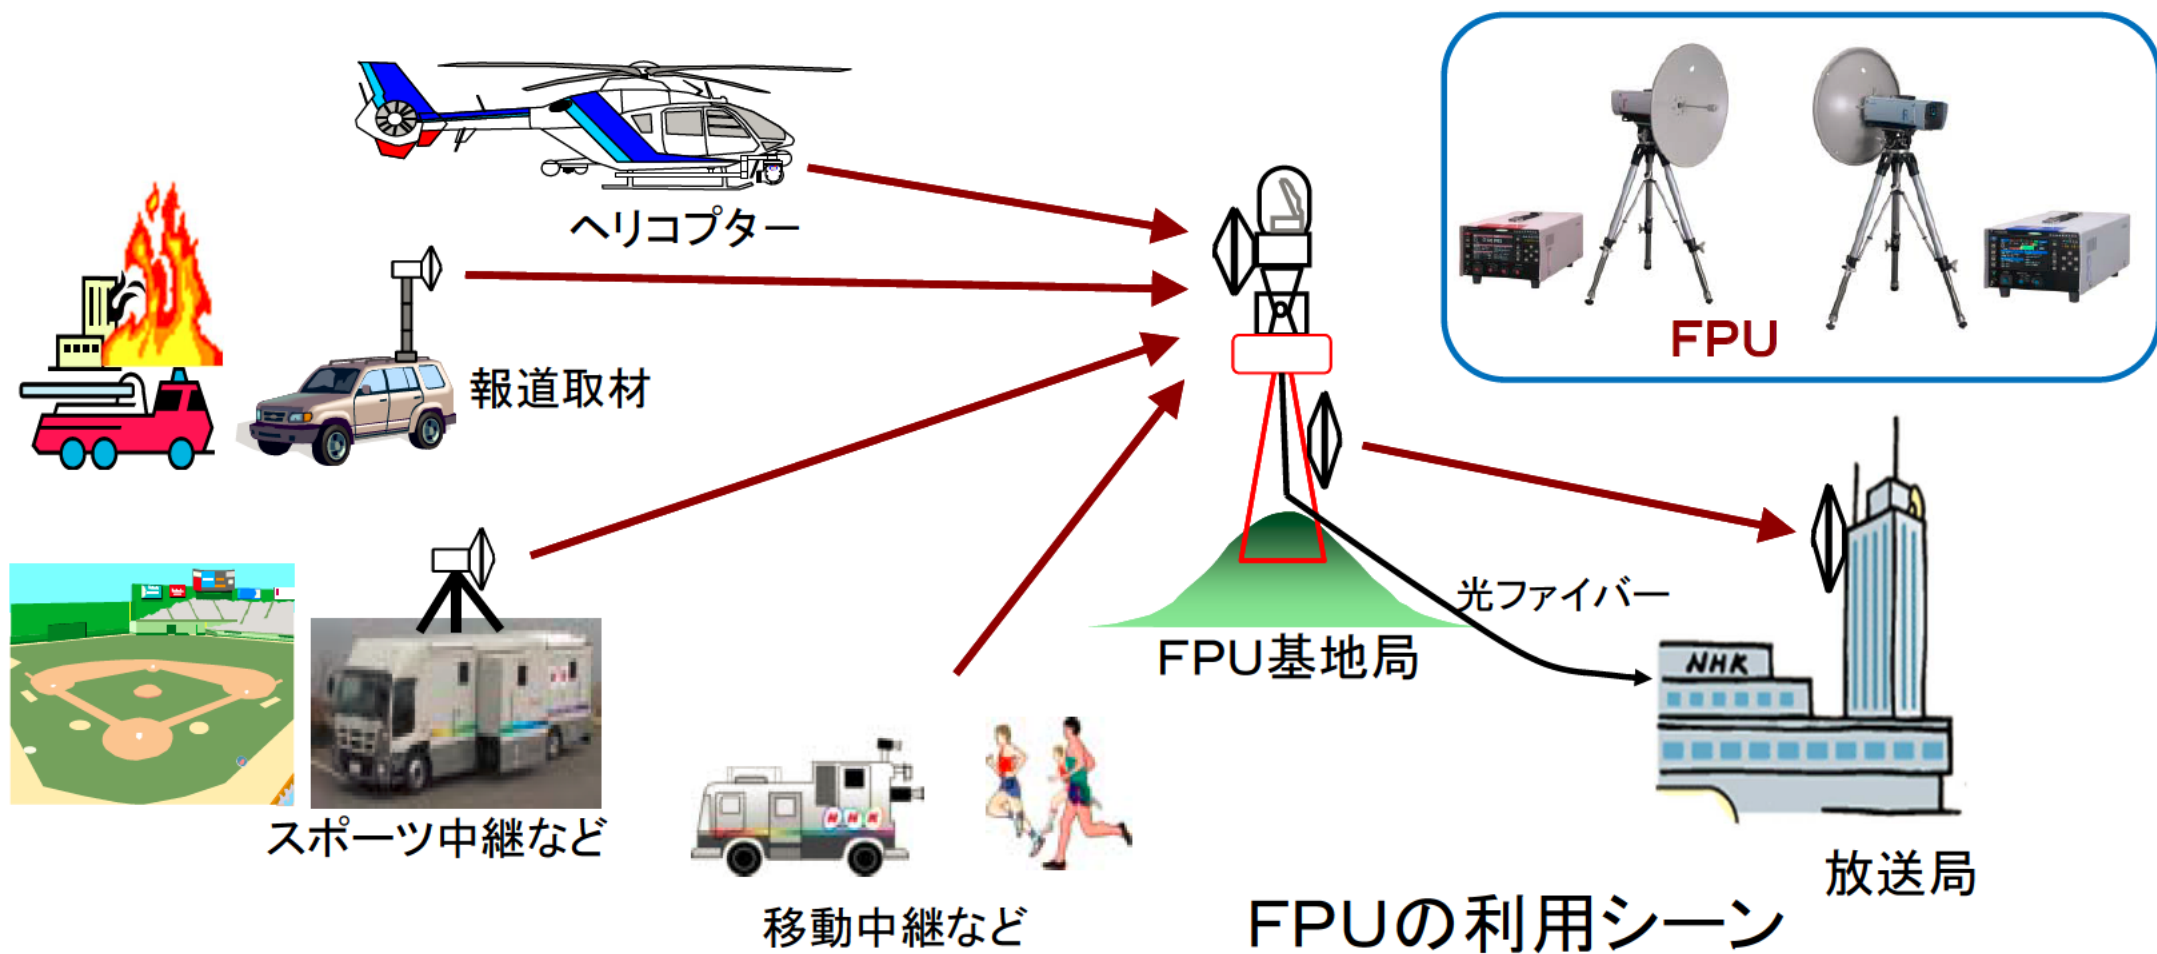 ヘリコプター
FPU
報道取材
光ファイバー
FPU基地局
NHK
スポーツ中継など
NHK
放送局
移動中継など
FPUの利用シーン